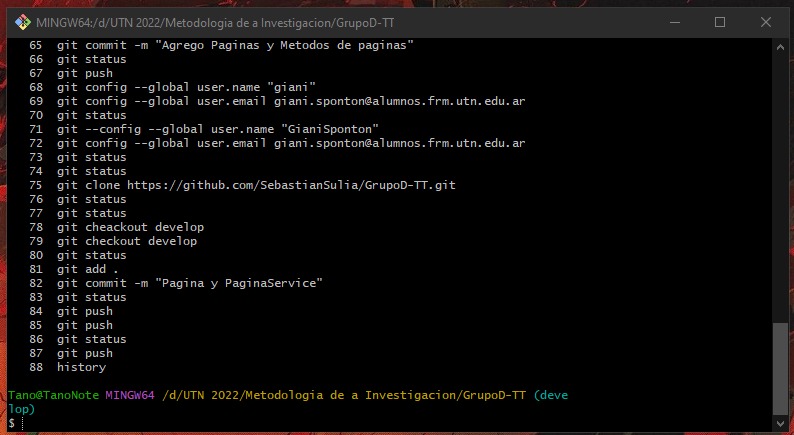 MINGW64:/d/UTN 2022/Metodologia de a Investigacion/GrupoD-TT
65 git commit -m "Agrego Paginas y Metodos de paginas"
66 git status
67 git push
68 git config --global user.name "giani"
69 git config --global user.email giani.sponton@alumnos.frm.utn.edu.ar
70 git status
71 git --config --global user.name "GianiSponton"
72 git config --global user.email giani.sponton@alumnos.frm.utn.edu.ar
73 git status
74 git status
75 git clone https://github.com/SebastianSulia/GrupoD-TT.git
76 git status
77 git status
78 git cheackout develop
79 git checkout develop
80 git status
81 git add .
82 git commit -m "Pagina y PaginaService"
83 git status
84 git push
85 git push
86 git status
87 git push
88 history
Tano@TanoNote MINGW64 /d/UTN 2022/Metodologia de a Investigacion/GrupoD-TT (deve
lop)
$